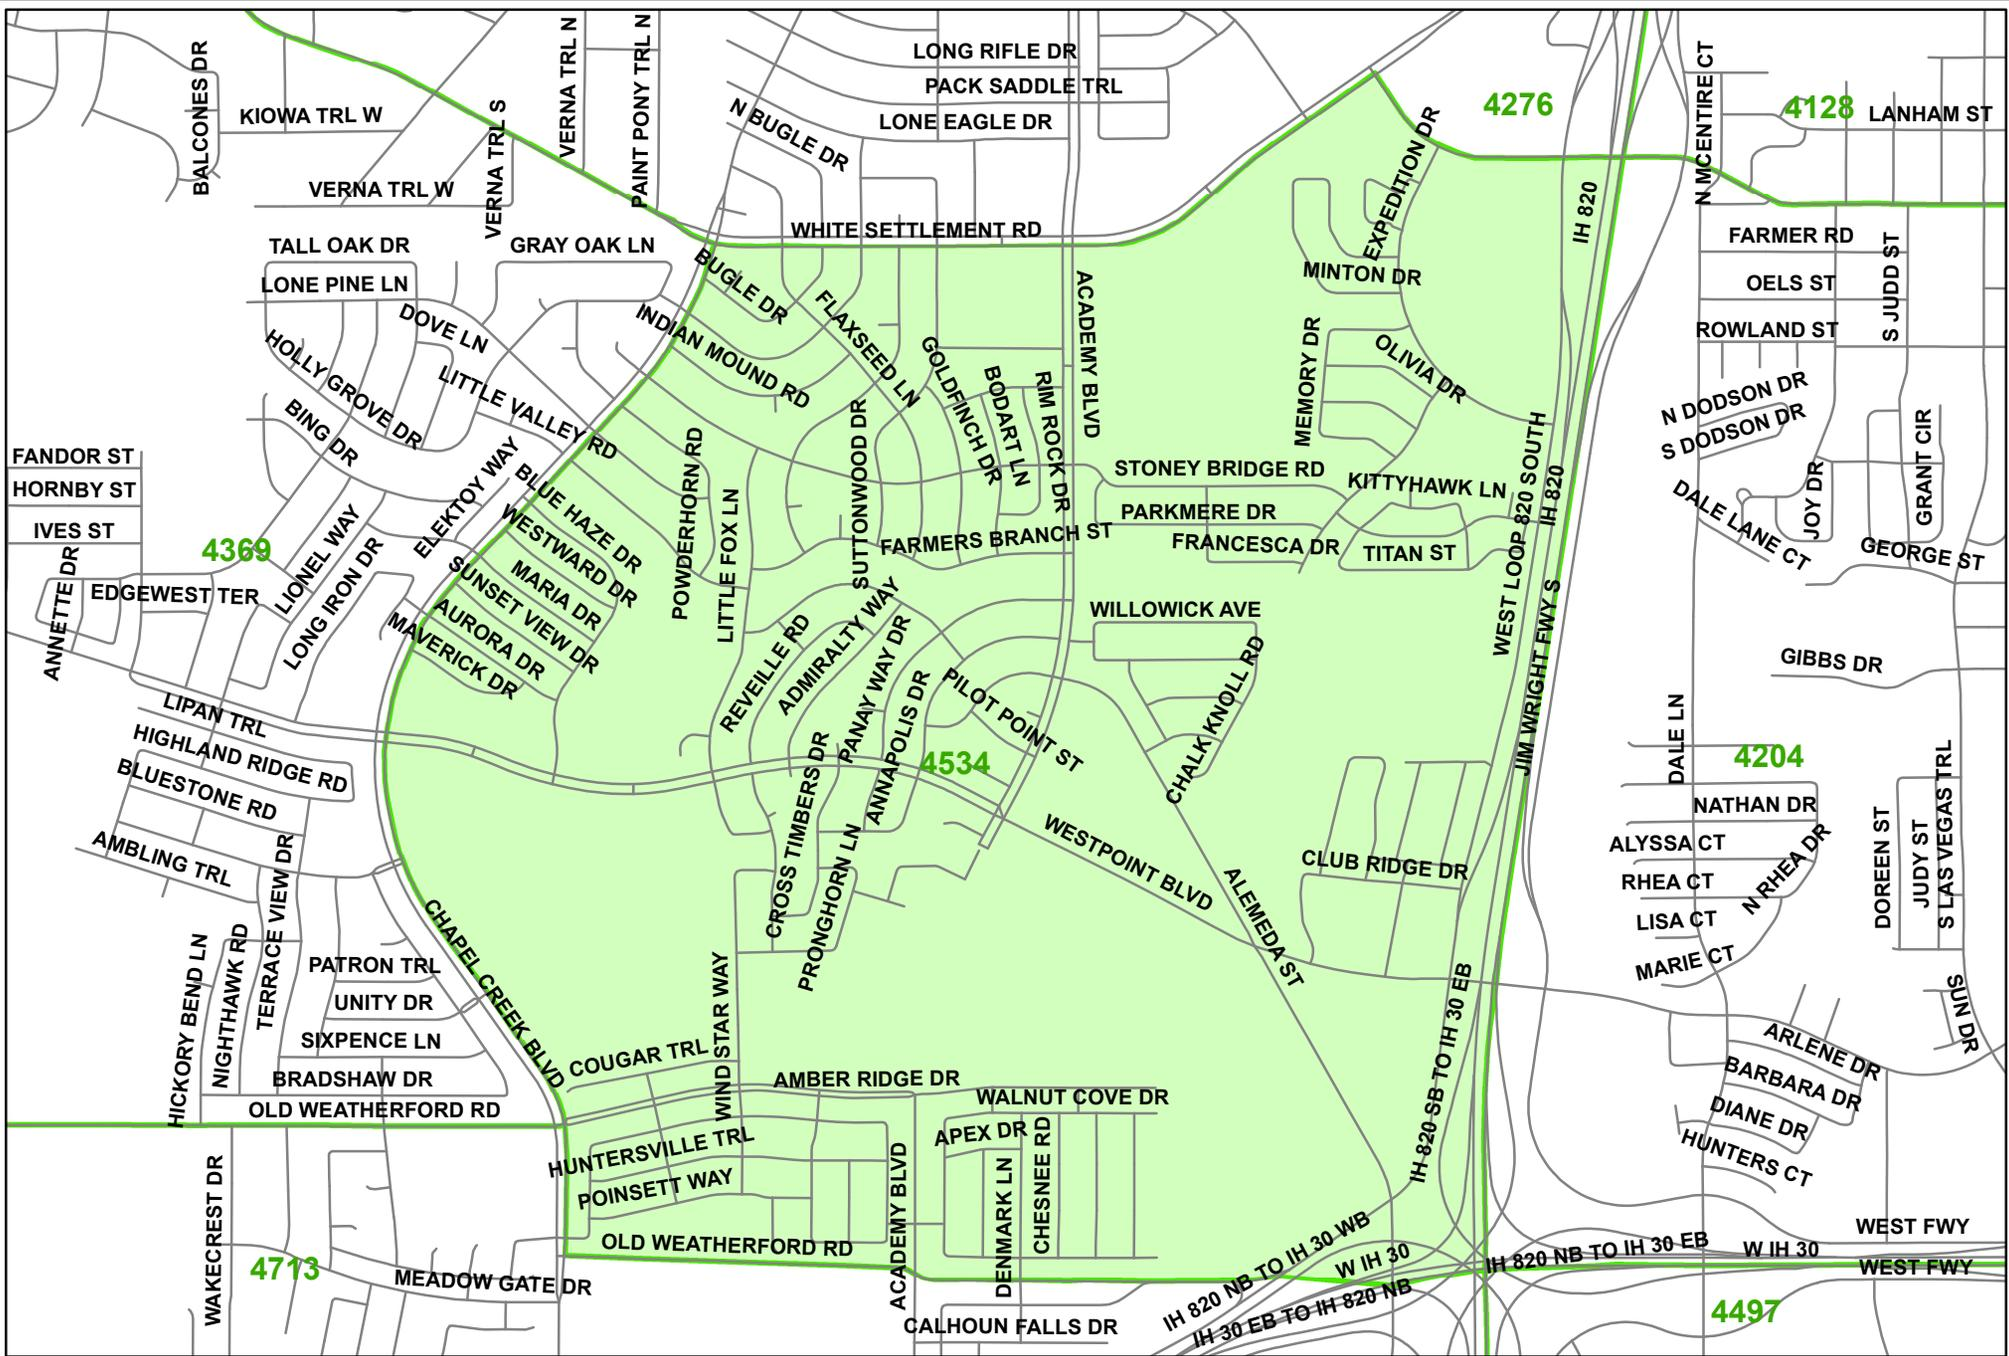 LONG RIFLE DR
PACK SADDLE TRL
LONE EAGLE DR
N BUGLE DR
BALCONES DR
KIOWA TRL W
VERNA TRL N
PAINT PONY TRL N
VERNA TRL S
VERNA TRL W
4276
EXPEDITION DR
IH 820
N MCENTIRE CT
4128
LANHAM ST
WHITE SETTLEMENT RD
TALL OAK DR
GRAY OAK LN
LONE PINE LN
DOVE LN
BUGLE DR
INDIAN MOUND RD
FLAXSEED LN
GOLDFINCH DR
BODART LN
RIM ROCK DR
ACADEMY BLVD
MINTON DR
MEMORY DR
OLIVIA DR
FARMER RD
OELS ST
S JUDD ST
ROWLAND ST
N DODSON DR
S DODSON DR
HOLLY GROVE DR
LITTLE VALLEY RD
BING DR
FANDOR ST
HORNBY ST
IVES ST
4369
ELEKTOY WAY
BLUE HAZE DR
WESTWARD DR
POWDERHORN RD
LITTLE FOX LN
SUTTONWOOD DR
FARMERS BRANCH ST
STONEY BRIDGE RD
KITTYHAWK LN
PARKMERE DR
FRANCESCA DR
TITAN ST
WEST LOOP 820 SOUTH
IH 820
JOY DR
GRANT CIR
DALE LANE CT
GEORGE ST
ANNETTE DR
EDGEWEST TER
LIONEL WAY
LONG IRON DR
SUNSET VIEW DR
MARIA DR
AURORA DR
MAVERICK DR
REVEILLE RD
ADMIRALTY WAY
PANAY WAY DR
ANNAPOLIS DR
PILOT POINT ST
WILLOWICK AVE
CHALK KNOLL RD
JIM WRIGHT FWY S
GIBBS DR
LIPAN TRL
HIGHLAND RIDGE RD
BLUESTONE RD
AMBLING TRL
4534
CROSS TIMBERS DR
PRONGHORN LN
WESTPOINT BLVD
ALEMEDA ST
CLUB RIDGE DR
DALE LN
4204
NATHAN DR
ALYSSA CT
RHEA CT
N RHEA DR
LISA CT
MARIE CT
DOREEN ST
JUDY ST
S LAS VEGAS TRL
TERRACE VIEW DR
HICKORY BEND LN
NIGHTHAWK RD
PATRON TRL
UNITY DR
SIXPENCE LN
BRADSHAW DR
OLD WEATHERFORD RD
CHAPEL CREEK BLVD
COUGAR TRL
WIND STAR WAY
AMBER RIDGE DR
WALNUT COVE DR
APEX DR
CHESNEE RD
DENMARK LN
IH 820 SB TO IH 30 EB
SUN DR
ARLENE DR
BARBARA DR
DIANE DR
HUNTERS CT
HUNTERSVILLE TRL
POINSETT WAY
OLD WEATHERFORD RD
ACADEMY BLVD
WAKECREST DR
4713
MEADOW GATE DR
CALHOUN FALLS DR
IH 820 NB TO IH 30 WB
W IH 30
IH 30 EB TO IH 820 NB
IH 820 NB TO IH 30 EB
W IH 30
WEST FWY
WEST FWY
4497